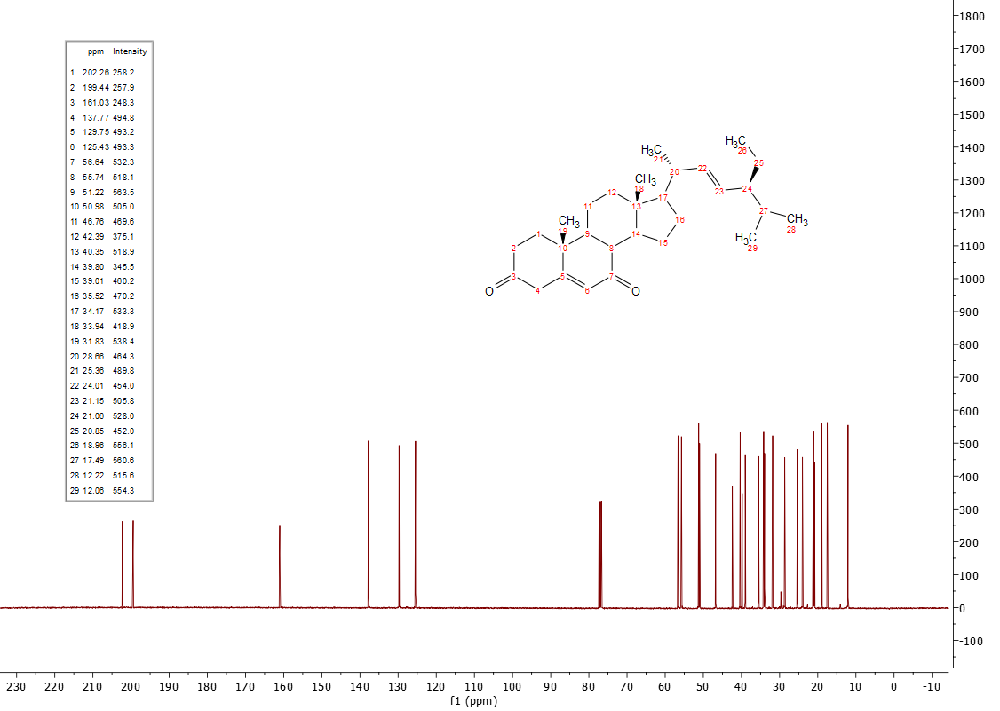 ppm Intensity
1 202.26 258.2
2 199.44 257.9
3 161.03 248.3
4 137.77 494.8
5 129.75 493.2
6 125.43 493.3
7 56.64 532.3
8 55.74 518.1
9 51.22 563.5
10 50.98 505.0
11 46.76 469.6
12 42.39 375.1
13 40.35 518.9
14 39.80 345.5
15 39.01 460.2
16 35.52 470.2
17 34.17 533.3
18 33.94 418.9
19 31.83 538.4
20 28.66 464.3
21 25.36 489.8
22 24.01 454.0
23 21.15 505.8
24 21.06 528.0
25 20.85 452.0
26 18.96 556.1
27 17.49 560.6
28 12.22 515.6
29 12.06 554.3
H3C
26
25
H3C
21
20
22
23
24
CH3
18
12
17
27
CH3
28
H3C
29
11
13
16
CH3
19
1
9
14
15
2
10
8
3
5
7
O
4
6
O
1800
1700
1600
1500
1400
1300
1200
1100
1000
900
800
700
600
500
400
300
200
100
0
-100
230 220 210 200 190 180 170 160 150 140 130 120 110 100 90 80 70 60 50 40 30 20 10 0 -10
f1 (ppm)